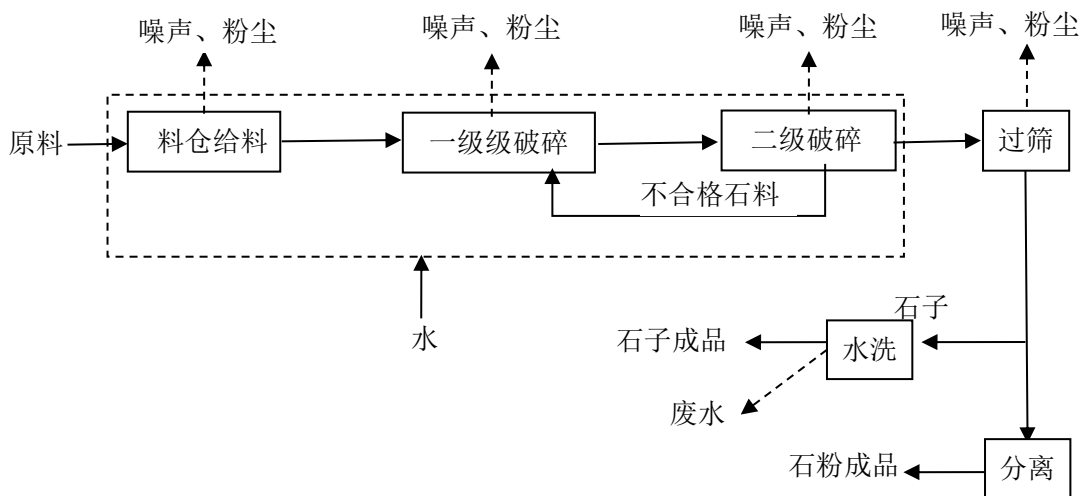 噪声、粉尘
噪声、粉尘
噪声、粉尘
噪声、粉尘
原料
料仓给料
一级级破碎
二级破碎
过筛
不合格石料
水
石子
石子成品
水洗
废水
石粉成品
分离